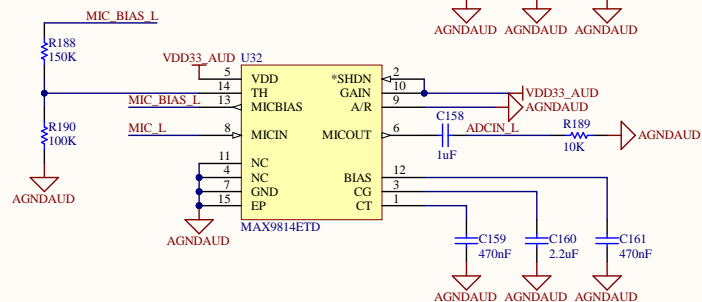 MIC_BIAS_L
AGNDAUD
AGNDAUD
AGNDAUD
R188
150K
VDD33_AUD
U32
5
VDD
*SHDN
2
14
TH
GAIN
10
VDD33_AUD
MIC_BIAS_L
13
MICBIAS
A/R
9
AGNDAUD
R190
100K
MIC_L
8
MICIN
MICOUT
6
C158
1uF
ADCIN_L
R189
10K
AGNDAUD
11
NC
4
NC
BIAS
12
7
GND
CG
3
15
EP
CT
1
AGNDAUD
AGNDAUD
MAX9814ETD
C159
470nF
C160
2.2uF
C161
470nF
AGNDAUD
AGNDAUD
AGNDAUD